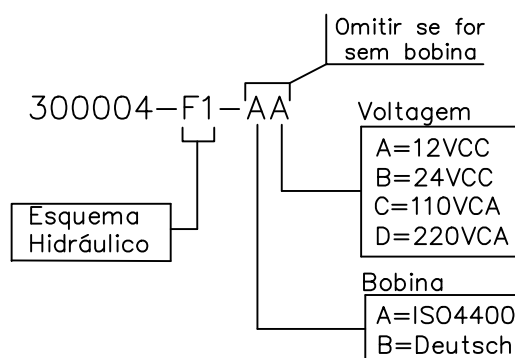 Omitir se for
sem bobina
300004-F1-AA
Voltagem
A=12VCC
B=24VCC
C=110VCA
D=220VCA
Esquema
Hidráulico
Bobina
A=ISO4400
B=Deutsch